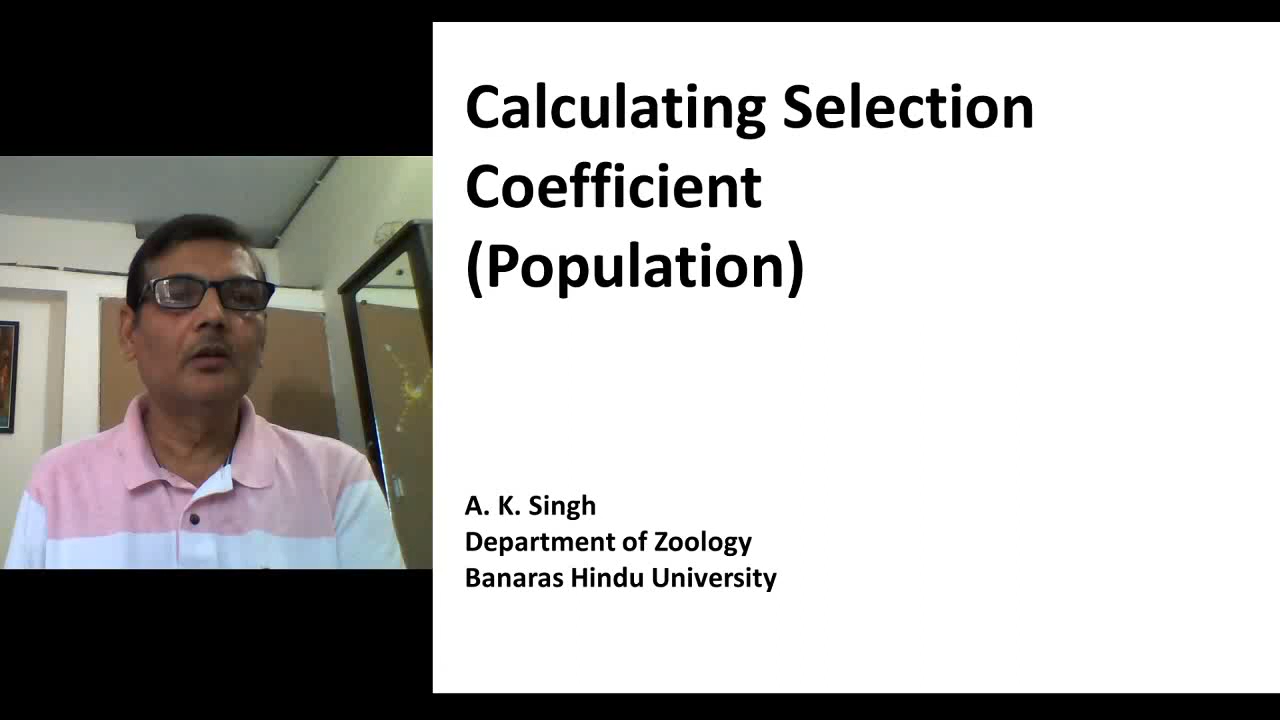 Calculating Selection
Coefficient
(Population)
A. K. Singh
Department of Zoology
Banaras Hindu University